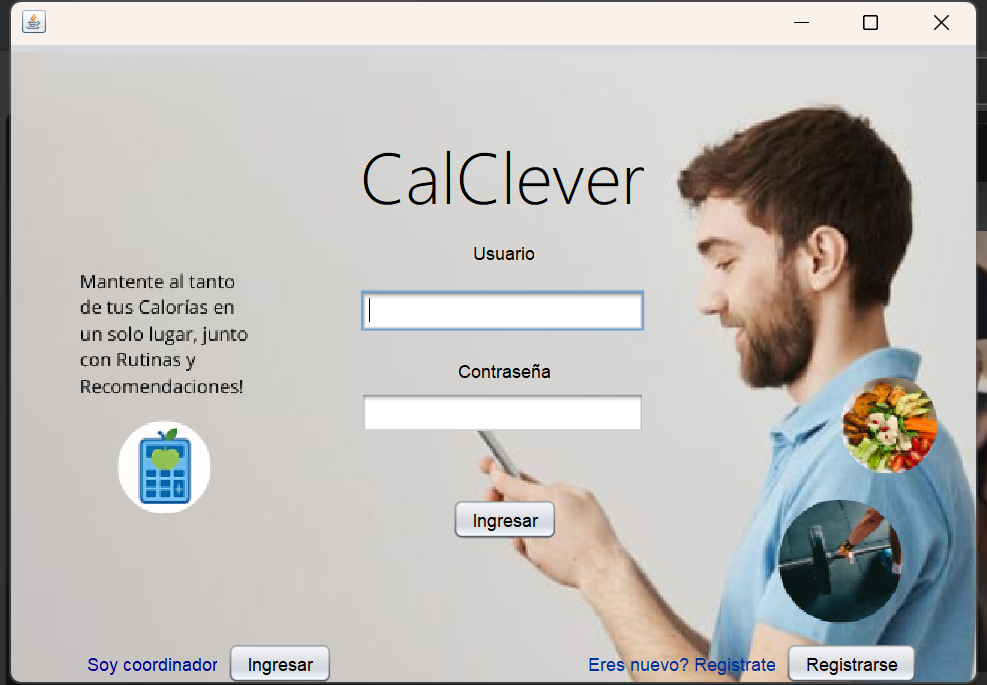 CalClever
Usuario
Mantente al tanto
de tus Calorías en
un solo lugar, junto
con Rutinas y
Recomendaciones!
Contraseña
Ingresar
Soy coordinador
Ingresar
Eres nuevo? Registrate
Registrarse